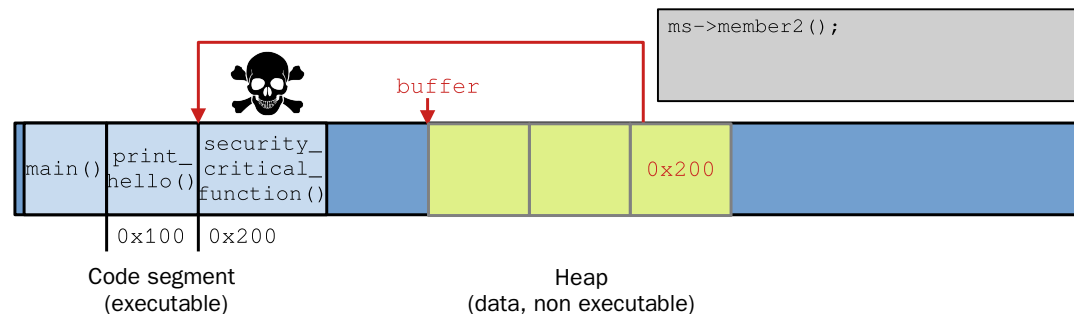 ms->member2();
buffer
main()
print_
hello()
security_
critical_
function()
0x200
0x100
0x200
Code segment
(executable)
Heap
(data, non executable)